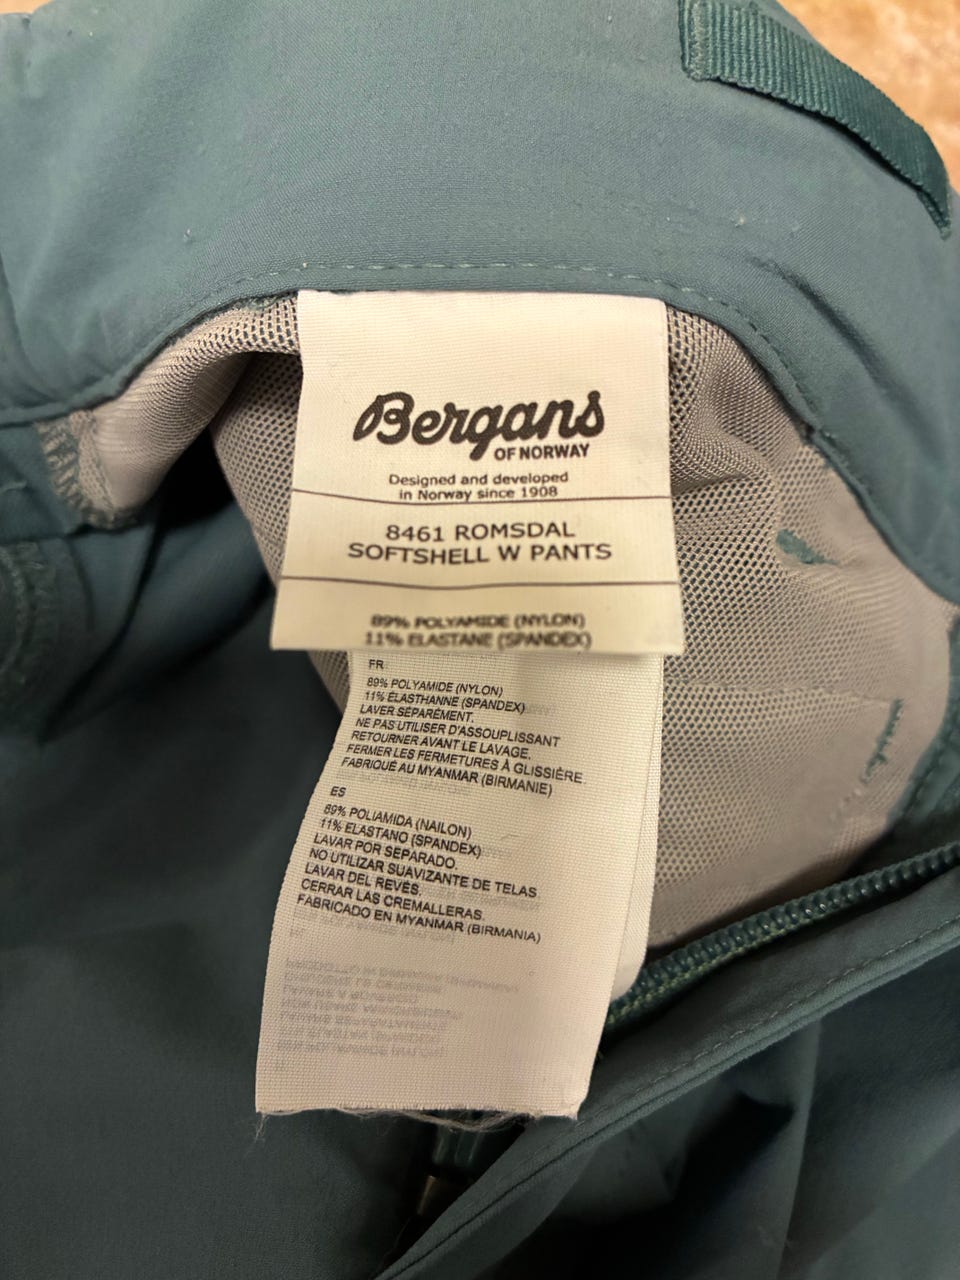 Bergans
OF NORWAY
Designed and developed
in Norway since 1908
8461 ROMSDAL
SOFTSHELL W PANTS
89% POLYAMIDE (NYLON)
11% ELASTANE (SPANDEX)
FR
89% POLYAMIDE (NYLON)
11% ÉLASTHANNE (SPANDEX)
LAVER SÉPARÉMENT.
NE PAS UTILISER D'ASSOUPLISSANT
RETOURNER AVANT LE LAVAGE.
FERMER LES FERMETURES À GLISSIÈRE.
FABRIQUÉ AU MYANMAR (BIRMANIE)
ES
89% POLIAMIDA (NAILON)
11% ELASTANO (SPANDEX)
LAVAR POR SEPARADO.
NO UTILIZAR SUAVIZANTE DE TELAS
LAVAR DEL REVÉS.
CERRAR LAS CREMALLERAS.
FABRICADO EN MYANMAR (BIRMANIA)